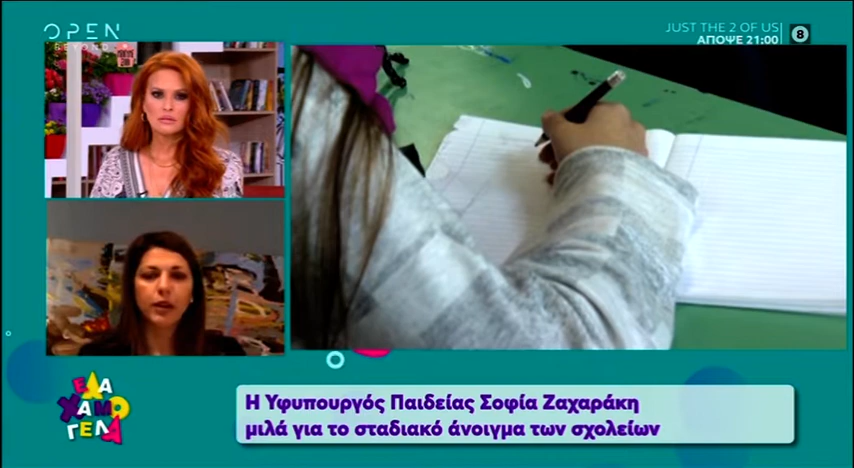 OPEN
BEYOND
JUST THE 2 OF US
ΑΠΟΨΕ 21:00
8
ΕΛΑ
ΧΑΜΟ
ΓΕΛΑ
Η Υφυπουργός Παιδείας Σοφία Ζαχαράκη
μιλά για το σταδιακό άνοιγμα των σχολείων